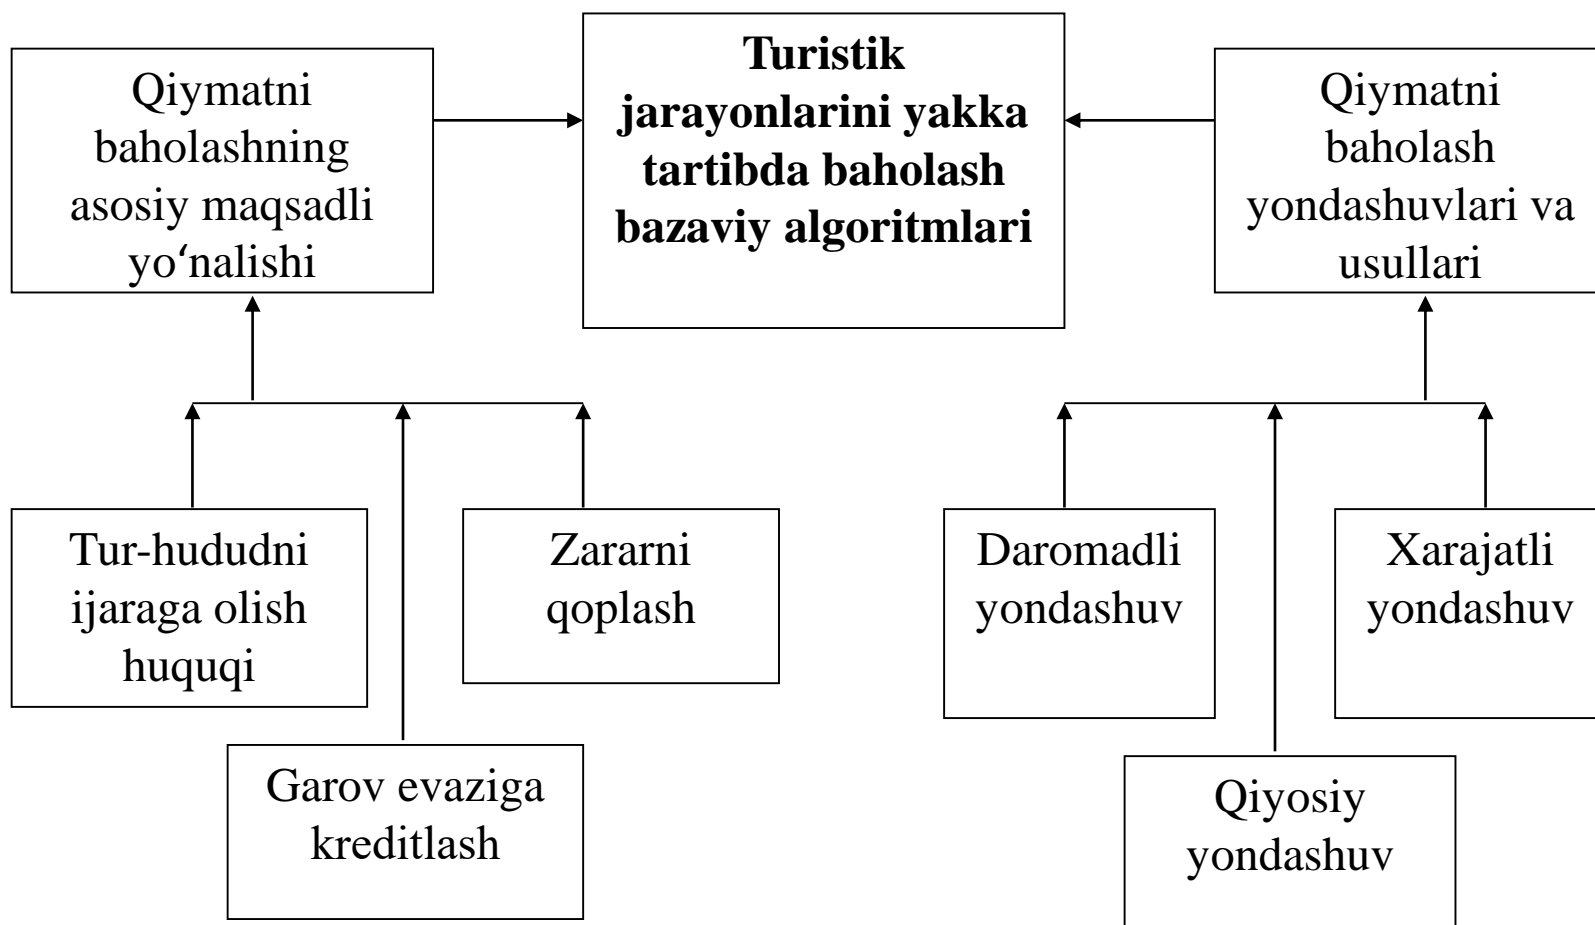 Qiymatni
baholashning
asosiy maqsadli
yo‘nalishi
Turistik
jarayonlarini yakka
tartibda baholash
bazaviy algoritmlari
Qiymatni
baholash
yondashuvlari va
usullari
Tur-hududni
ijaraga olish
huquqi
Zararni
qoplash
Garov evaziga
kreditlash
Daromadli
yondashuv
Xarajatli
yondashuv
Qiyosiy
yondashuv